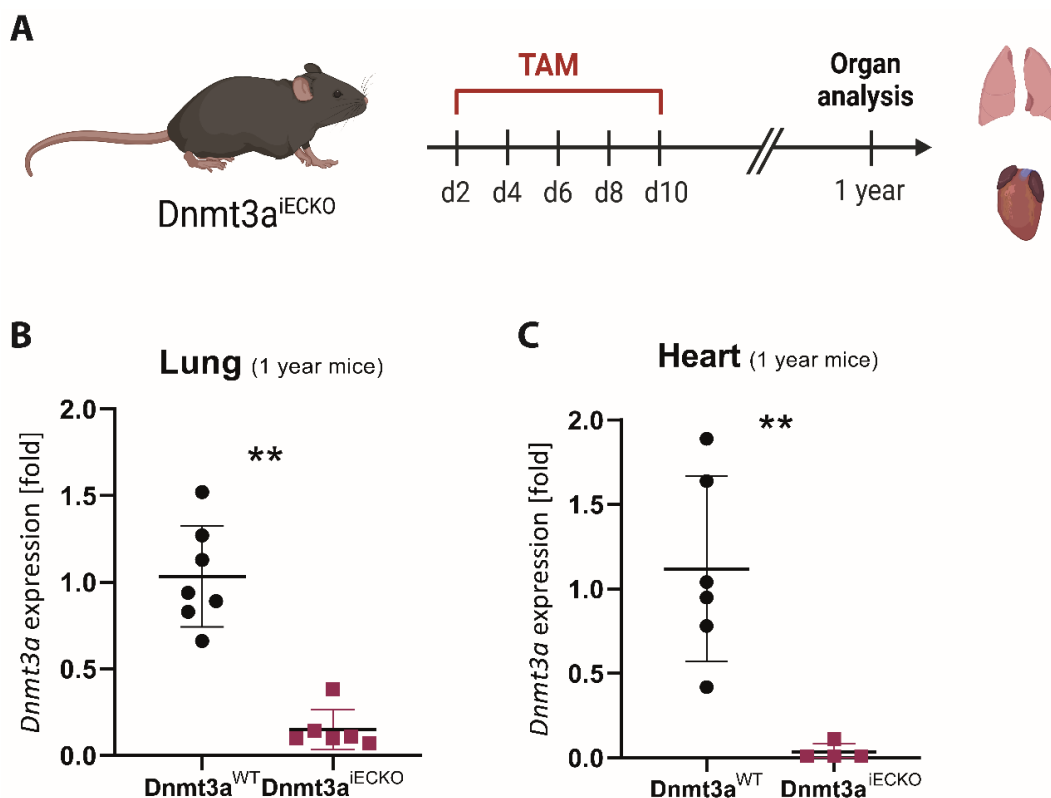 A
TAM
Organ
analysis
d2 d4 d6 d8 d10 1 year
Dnmt3aiECKO
B
Lung (1 year mice)
Dnmt3a expression [fold]
2.0
**
1.5
1.0
0.5
0.0
Dnmt3aWT Dnmt3aiECKO
C
Heart (1 year mice)
Dnmt3a expression [fold]
2.0
**
1.5
1.0
0.5
0.0
Dnmt3aWT Dnmt3aiECKO